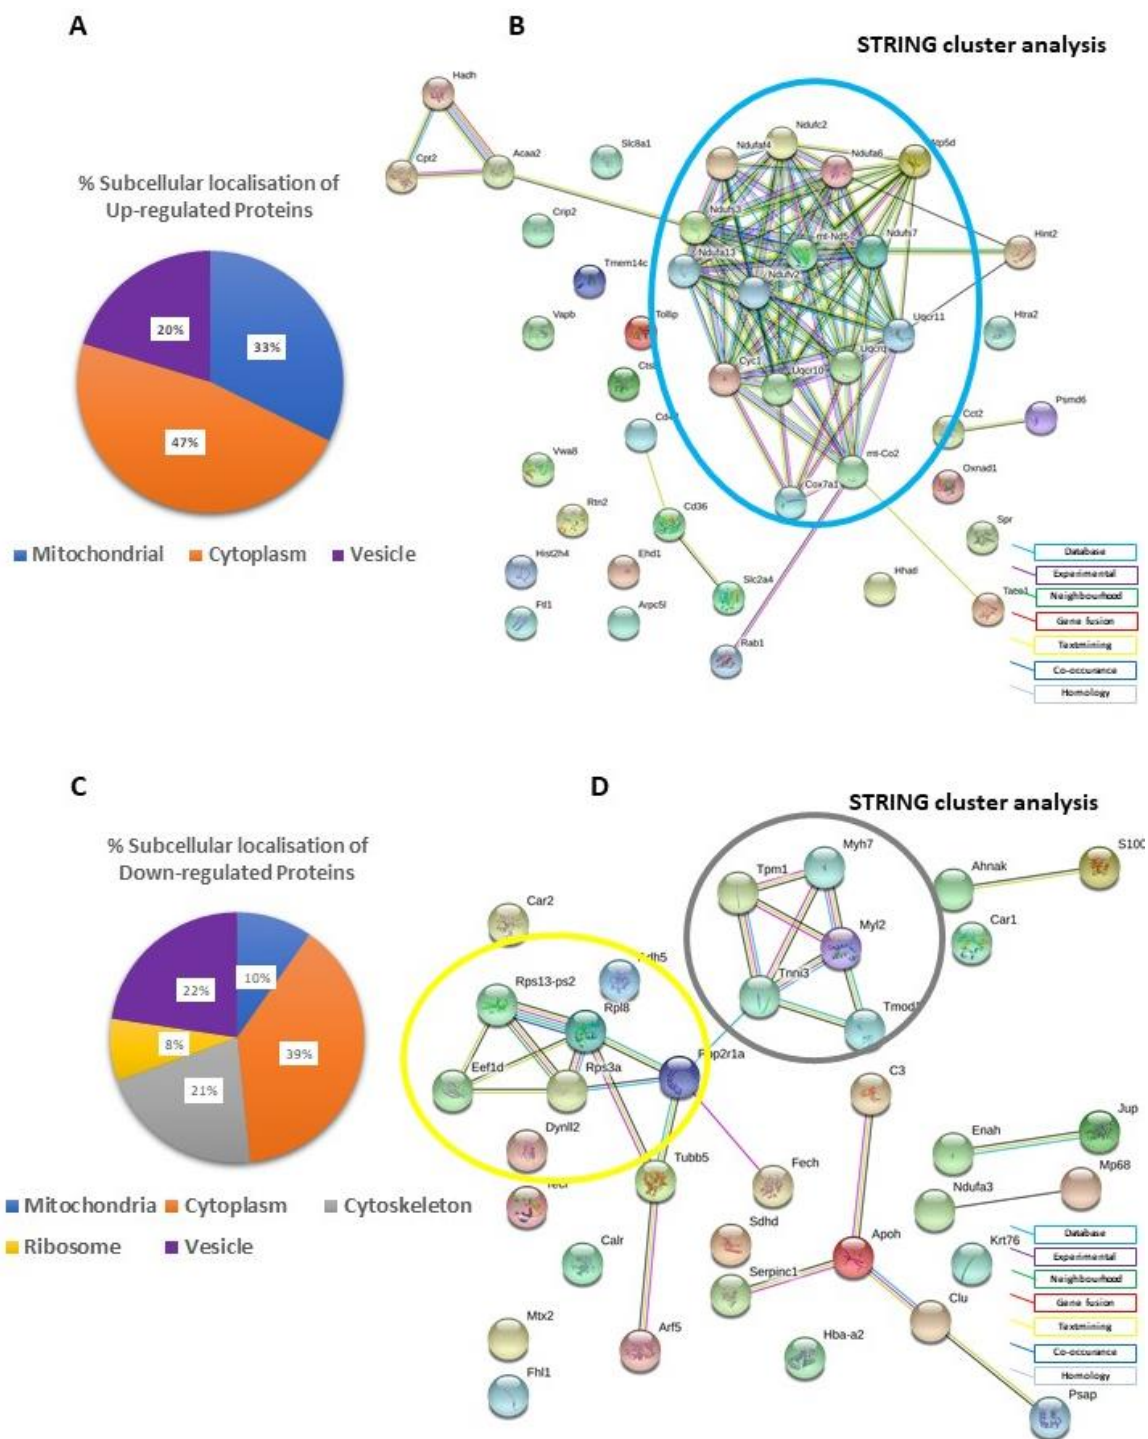 A
B
STRING cluster analysis
Hadh
Cpt2
Acaa2
Slc8a1
Ndufc2
Ndufaf4
Ndufa6
Atp5d
Crip2
Ndufs3
mt-Nd5
Ndufs7
Hint2
Ndufa13
Ndufv2
Tmem14c
Vapb
Tollip
Uqcr11
Htra2
Cyc1
Uqcrq
Uqcr10
Cct2
Psmd6
Vwa8
mt-Co2
Oxnad1
Cox7a1
Rtn2
Cd36
Spr
Hist2h4
Ehd1
Slc2a4
Hhatl
Ftl1
Arpc5l
Rab1
Database
Experimental
Neighbourhood
Gene fusion
Textmining
Co-occurance
Homology
% Subcellular localisation of
Up-regulated Proteins
20%
33%
47%
Mitochondrial Cytoplasm Vesicle
C
D
STRING cluster analysis
% Subcellular localisation of
Down-regulated Proteins
10%
22%
8%
39%
21%
Mitochondria Cytoplasm Cytoskeleton
Ribosome Vesicle
Myh7
Tpm1
Ahnak
S100
Car2
Myl2
Car1
Rps13-ps2
Tnni3
Rpl8
Tmod1
Eef1d
Rps3a
Ppp2r1a
C3
Dynll2
Tubb5
Fech
Enah
Jup
Ndufa3
Mp68
Calr
Sdhd
Apoh
Krt76
Serpinc1
Clu
Mtx2
Arf5
Hba-a2
Fhl1
Psap
Database
Experimental
Neighbourhood
Gene fusion
Textmining
Co-occurance
Homology